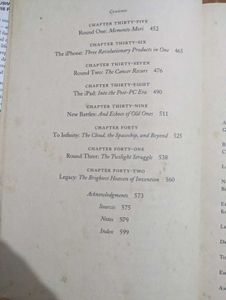 Contents
CHAPTER THIRTY-FIVE
Round One: Memento Mori 452
CHAPTER THIRTY-SIX
The iPhone: Three Revolutionary Products in One 465
CHAPTER THIRTY-SEVEN
Round Two: The Cancer Recurs 476
CHAPTER THIRTY-EIGHT
The iPad: Into the Post-PC Era 490
CHAPTER THIRTY-NINE
New Battles: And Echoes of Old Ones 511
CHAPTER FORTY
To Infinity: The Cloud, the Spaceship, and Beyond 525
CHAPTER FORTY-ONE
Round Three: The Twilight Struggle 538
CHAPTER FORTY-TWO
Legacy: The Brightest Heaven of Invention 560
Acknowledgments 573
Sources 575
Notes 579
Index 599